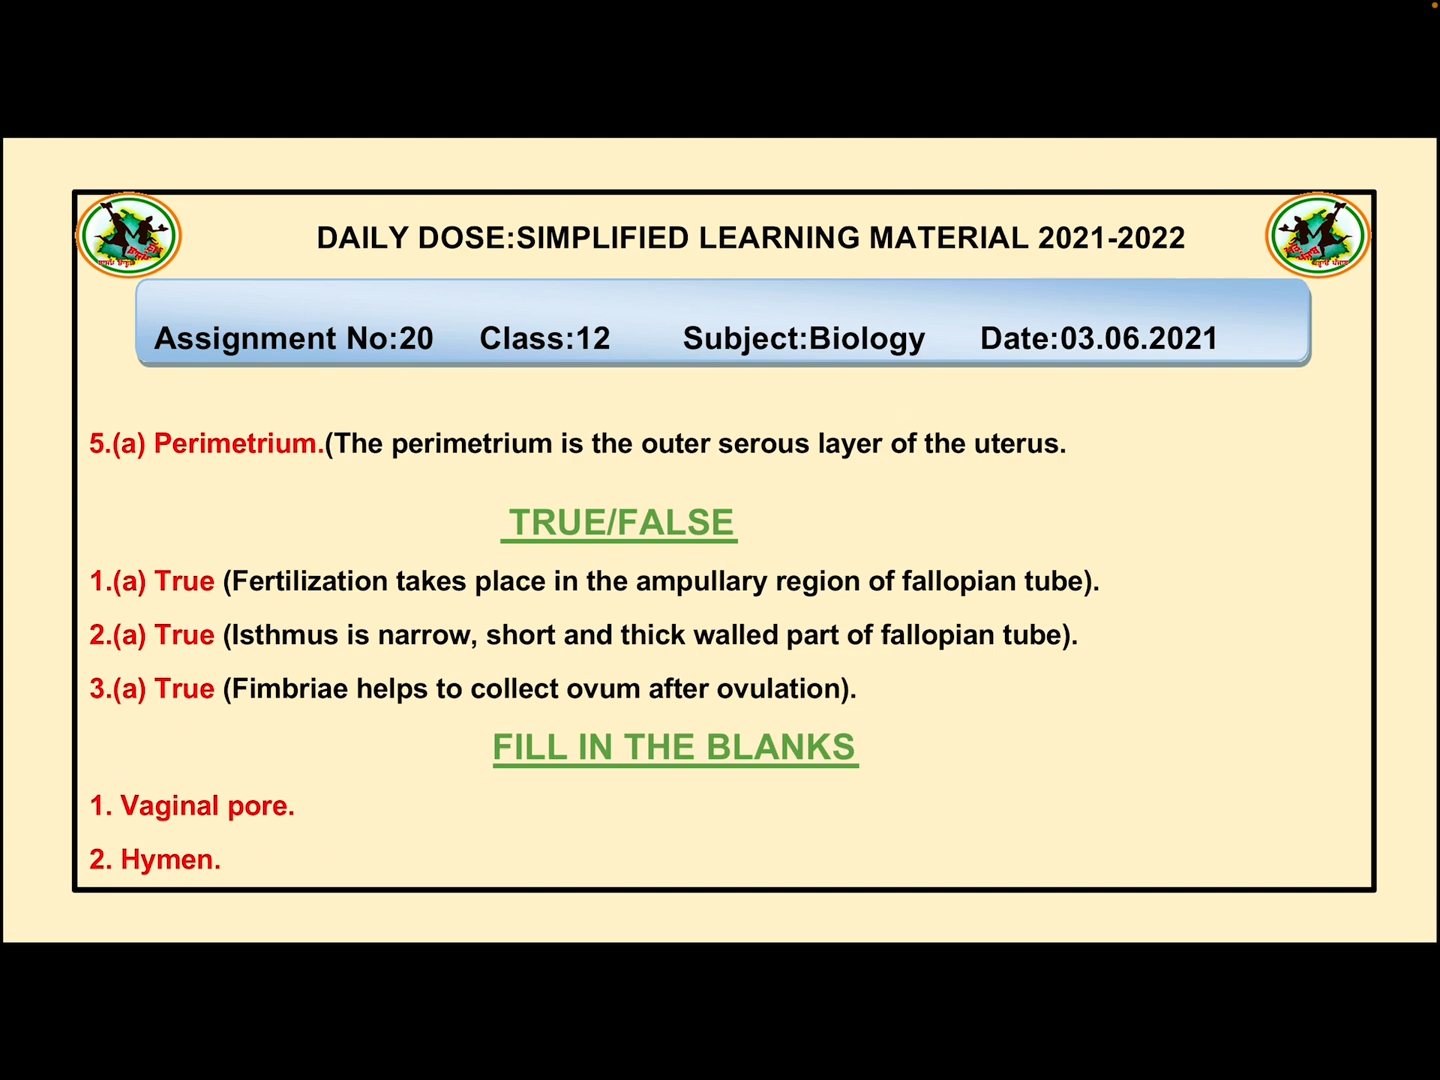 DAILY DOSE:SIMPLIFIED LEARNING MATERIAL 2021-2022
Assignment No:20 Class:12 Subject:Biology Date:03.06.2021
5.(a) Perimetrium.(The perimetrium is the outer serous layer of the uterus.
TRUE/FALSE
1.(a) True (Fertilization takes place in the ampullary region of fallopian tube).
2.(a) True (Isthmus is narrow, short and thick walled part of fallopian tube).
3.(a) True (Fimbriae helps to collect ovum after ovulation).
FILL IN THE BLANKS
1. Vaginal pore.
2. Hymen.